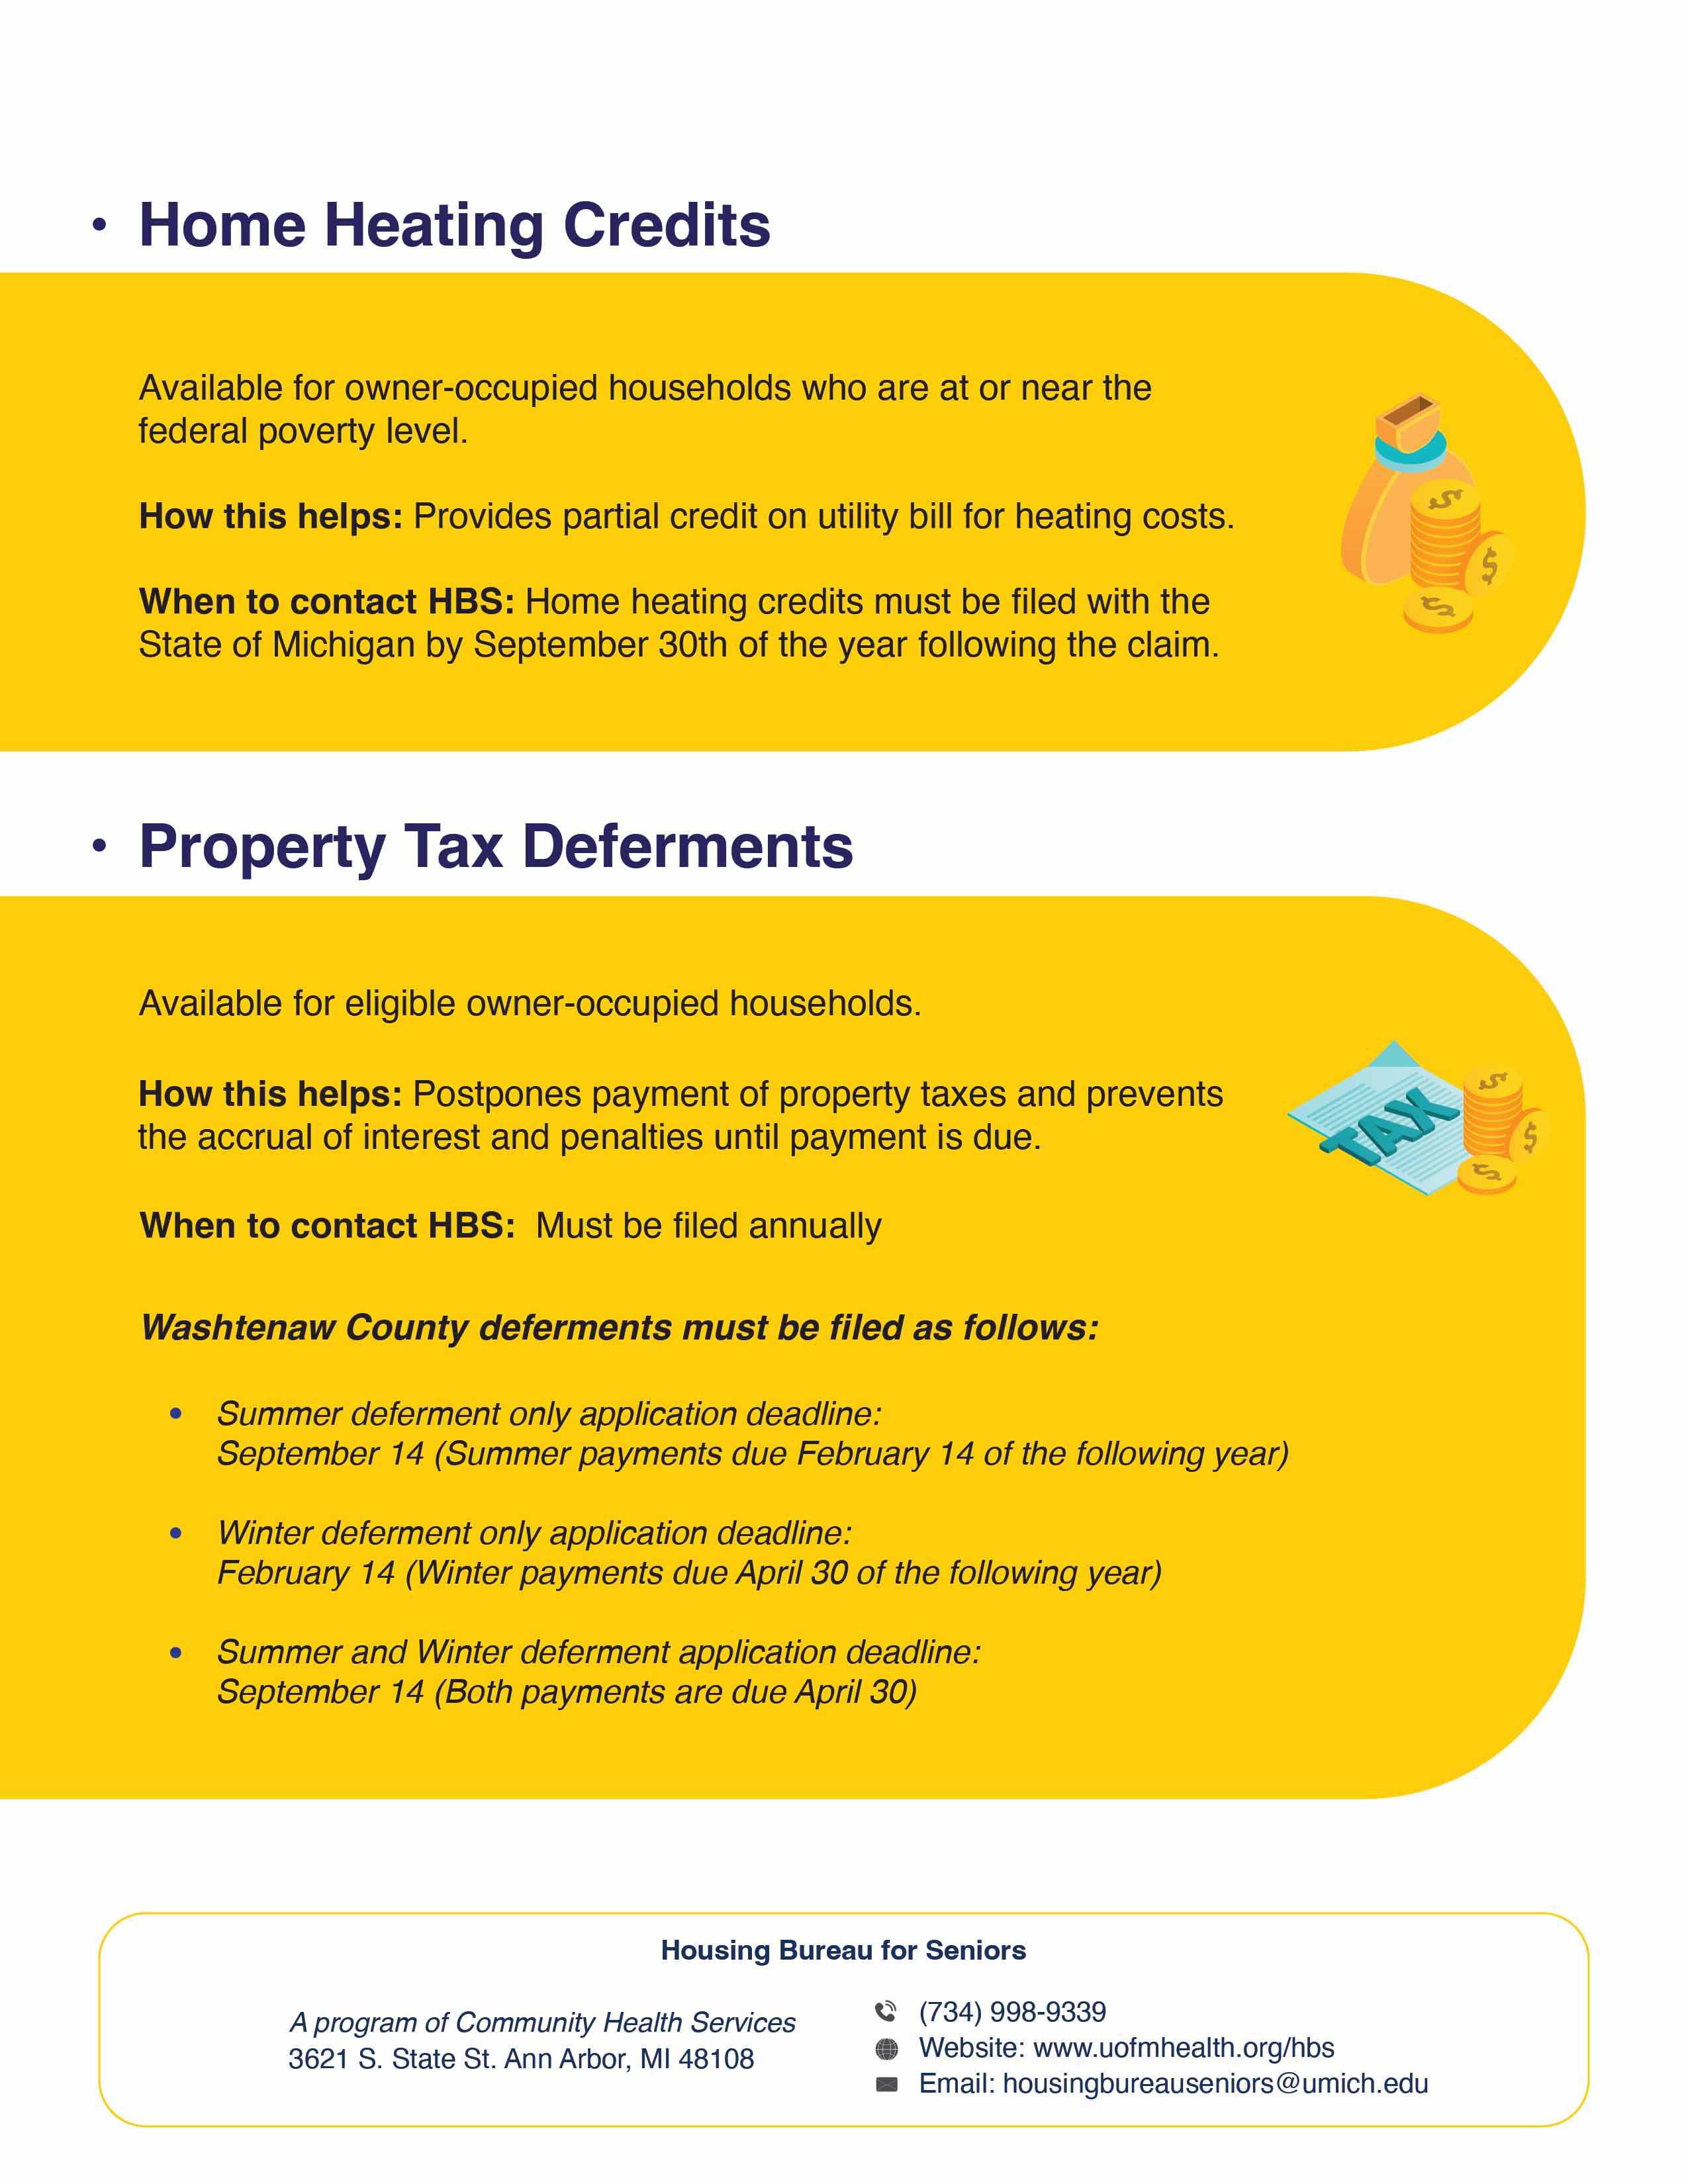 • Home Heating Credits
Available for owner-occupied households who are at or near the
federal poverty level.
How this helps: Provides partial credit on utility bill for heating costs.
When to contact HBS: Home heating credits must be filed with the
State of Michigan by September 30th of the year following the claim.
• Property Tax Deferments
Available for eligible owner-occupied households.
How this helps: Postpones payment of property taxes and prevents
the accrual of interest and penalties until payment is due.
TAX
When to contact HBS: Must be filed annually
Washtenaw County deferments must be filed as follows:
• Summer deferment only application deadline:
September 14 (Summer payments due February 14 of the following year)
• Winter deferment only application deadline:
February 14 (Winter payments due April 30 of the following year)
• Summer and Winter deferment application deadline:
September 14 (Both payments are due April 30)
Housing Bureau for Seniors
A program of Community Health Services
3621 S. State St. Ann Arbor, MI 48108
(734) 998-9339
Website: www.uofmhealth.org/hbs
Email: housingbureauseniors@umich.edu